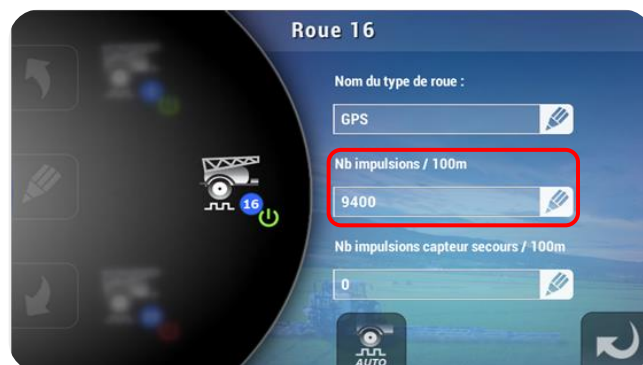 Roue 16
Nom du type de roue :
GPS
Nb impulsions / 100m
9400
16
Nb impulsions capteur secours / 100m
0
AUTO